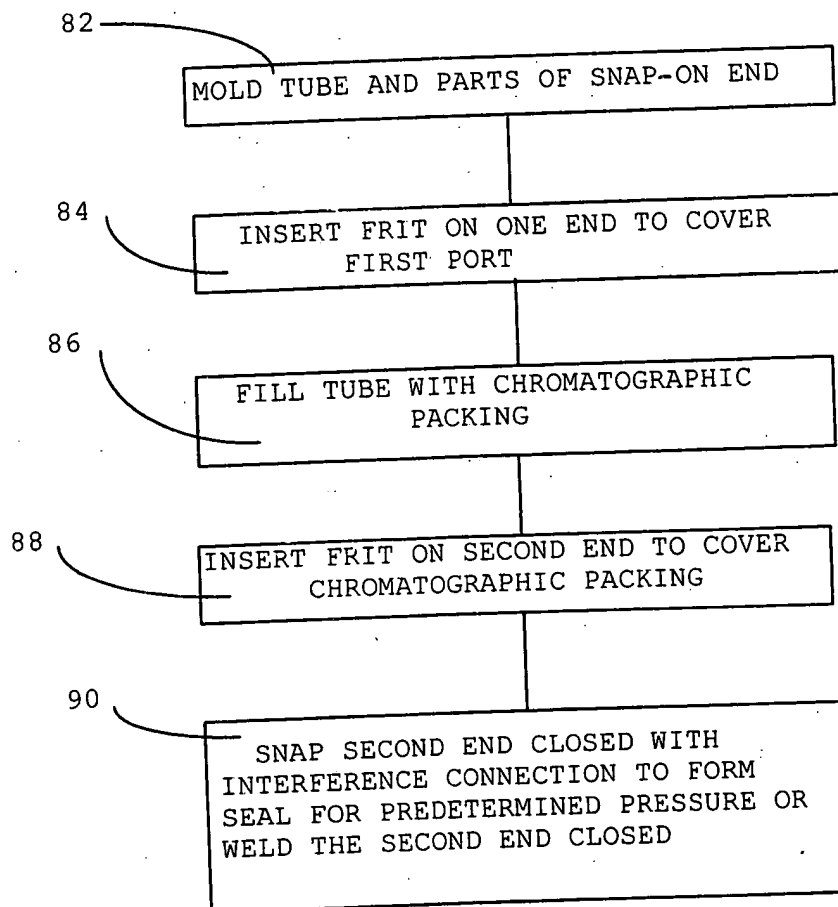 82
MOLD TUBE AND PARTS OF SNAP-ON END
84
INSERT FRIT ON ONE END TO COVER
FIRST PORT
86
FILL TUBE WITH CHROMATOGRAPHIC
PACKING
88
INSERT FRIT ON SECOND END TO COVER
CHROMATOGRAPHIC PACKING
90
SNAP SECOND END CLOSED WITH
INTERFERENCE CONNECTION TO FORM
SEAL FOR PREDETERMINED PRESSURE OR
WELD THE SECOND END CLOSED